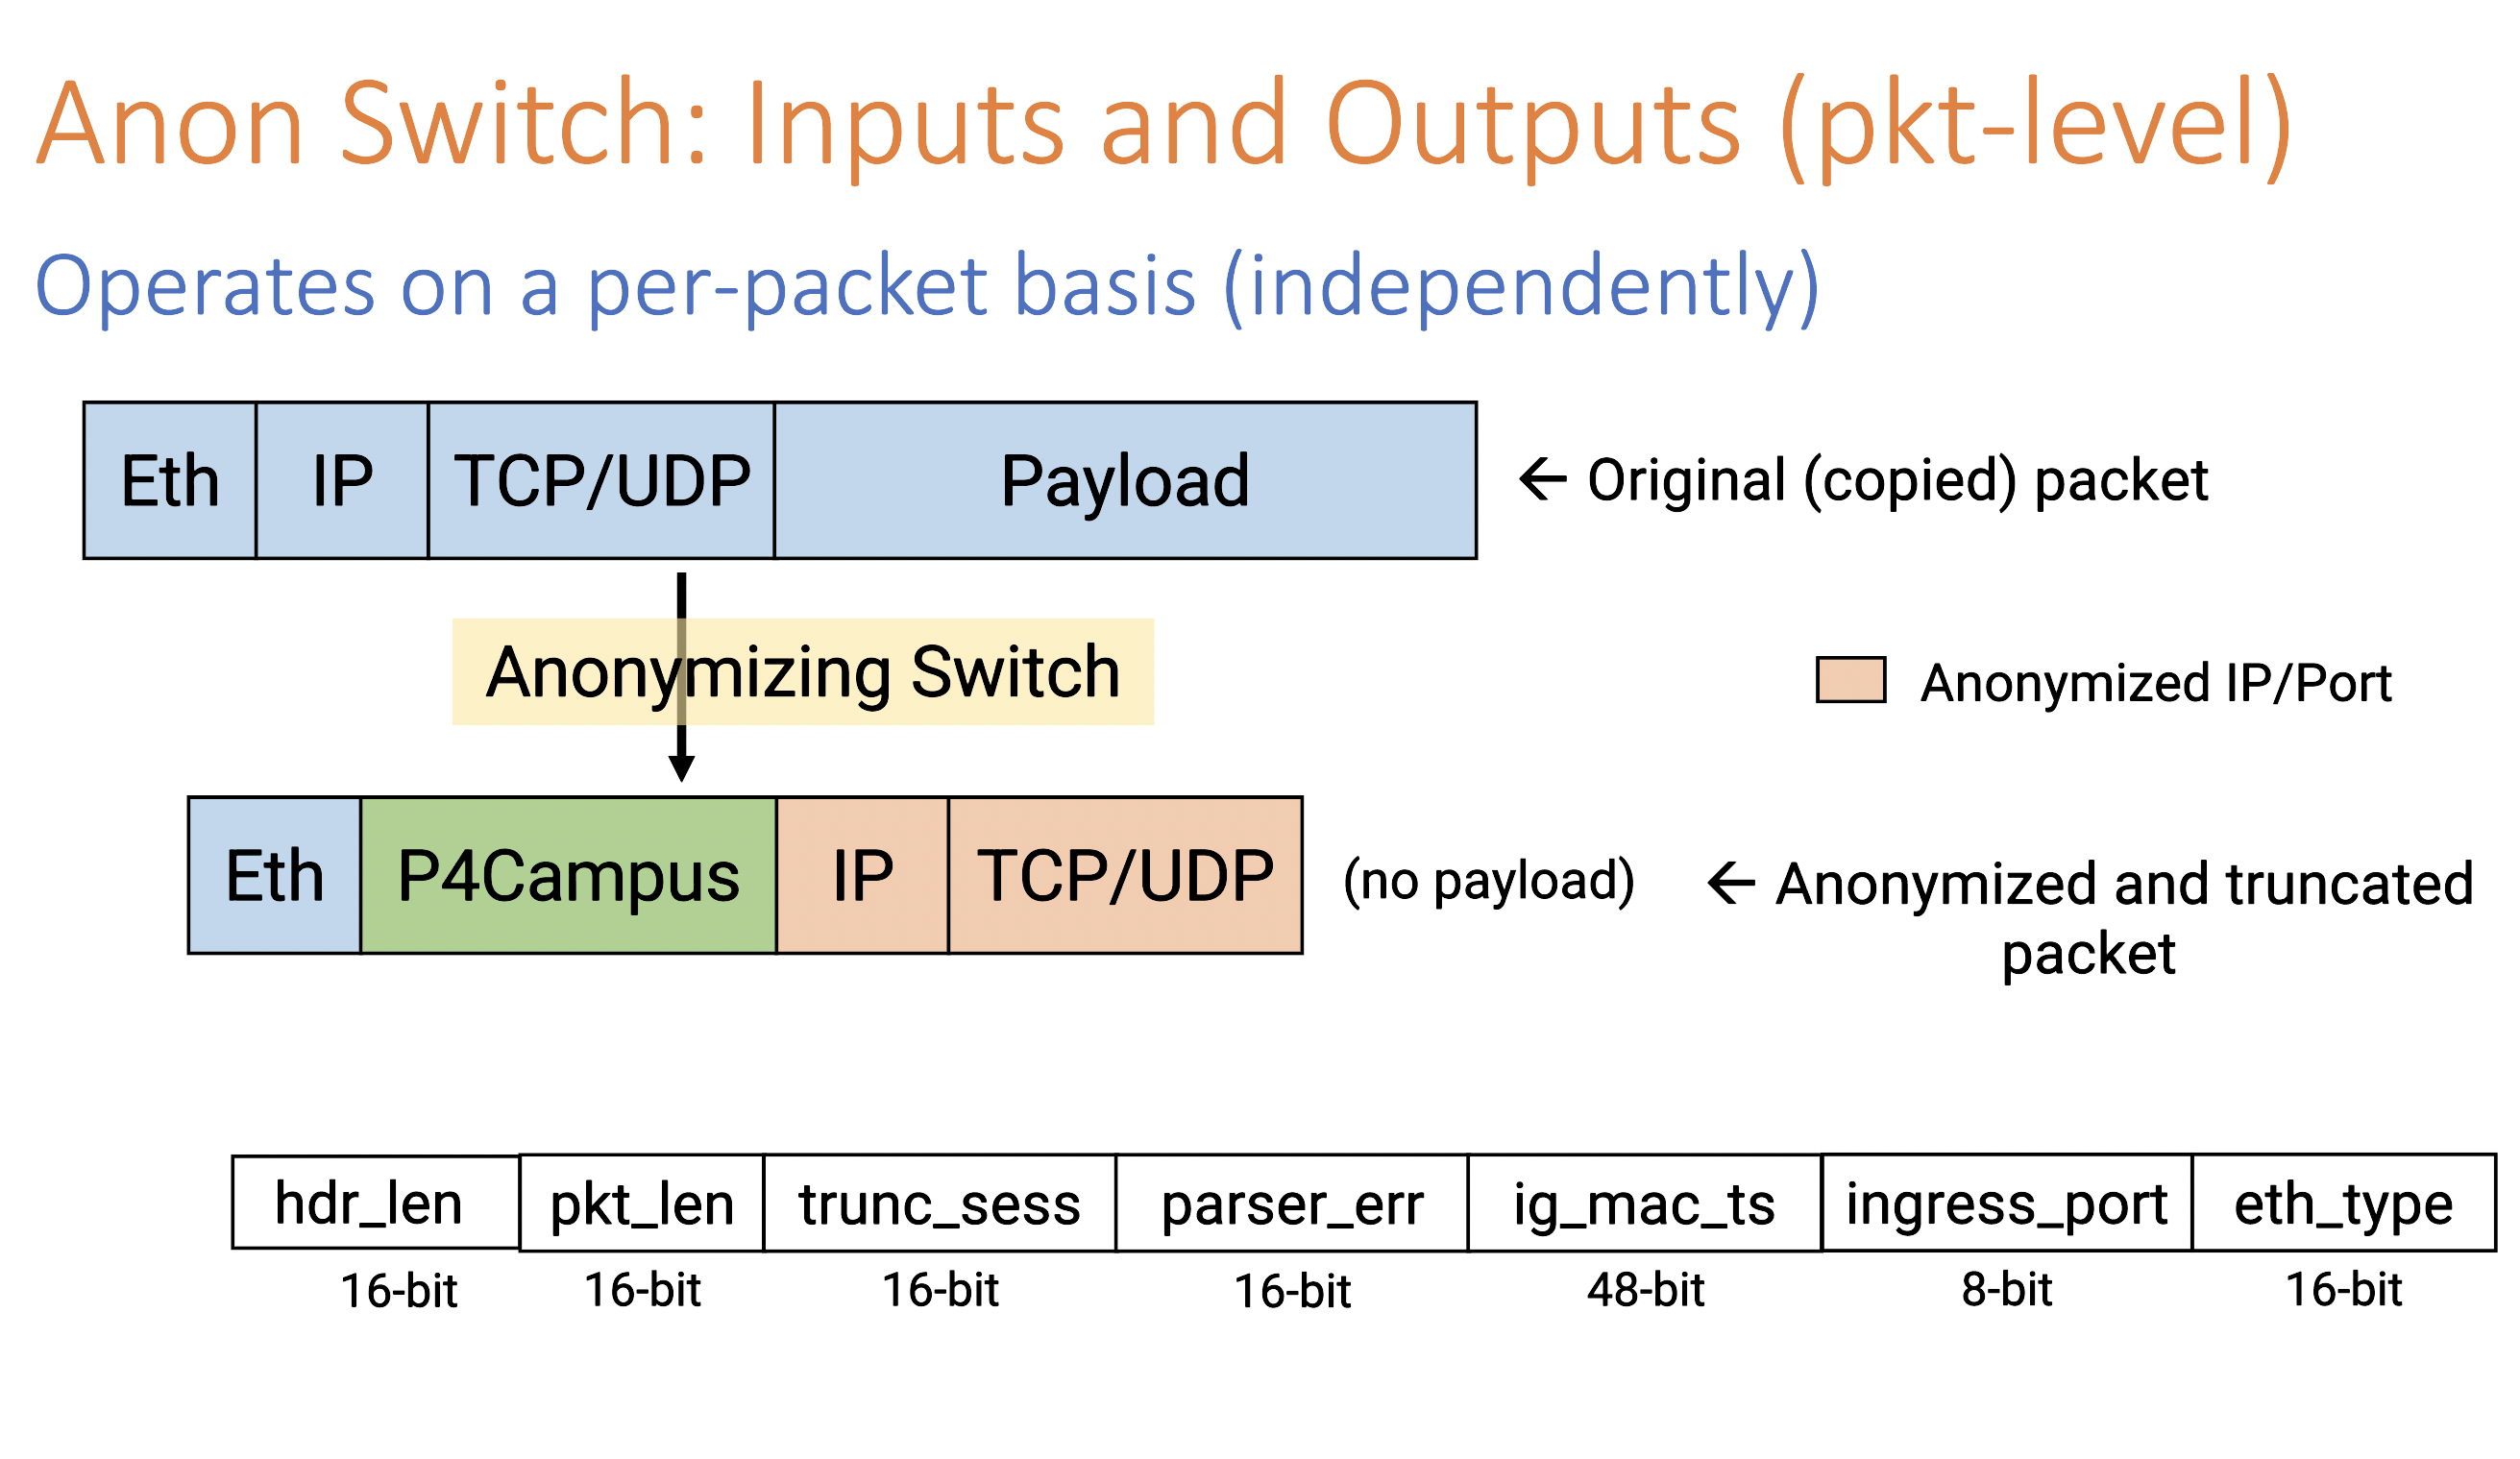 Anon Switch: Inputs and Outputs (pkt-level)
Operates on a per-packet basis (independently)
Eth IP TCP/UDP Payload ← Original (copied) packet
Anonymizing Switch
Anonymized IP/Port
Eth P4Campus IP TCP/UDP (no payload) ← Anonymized and truncated
packet
hdr_len pkt_len trunc_sess parser_err ig_mac_ts ingress_port eth_type
16-bit 16-bit 16-bit 16-bit 48-bit 8-bit 16-bit